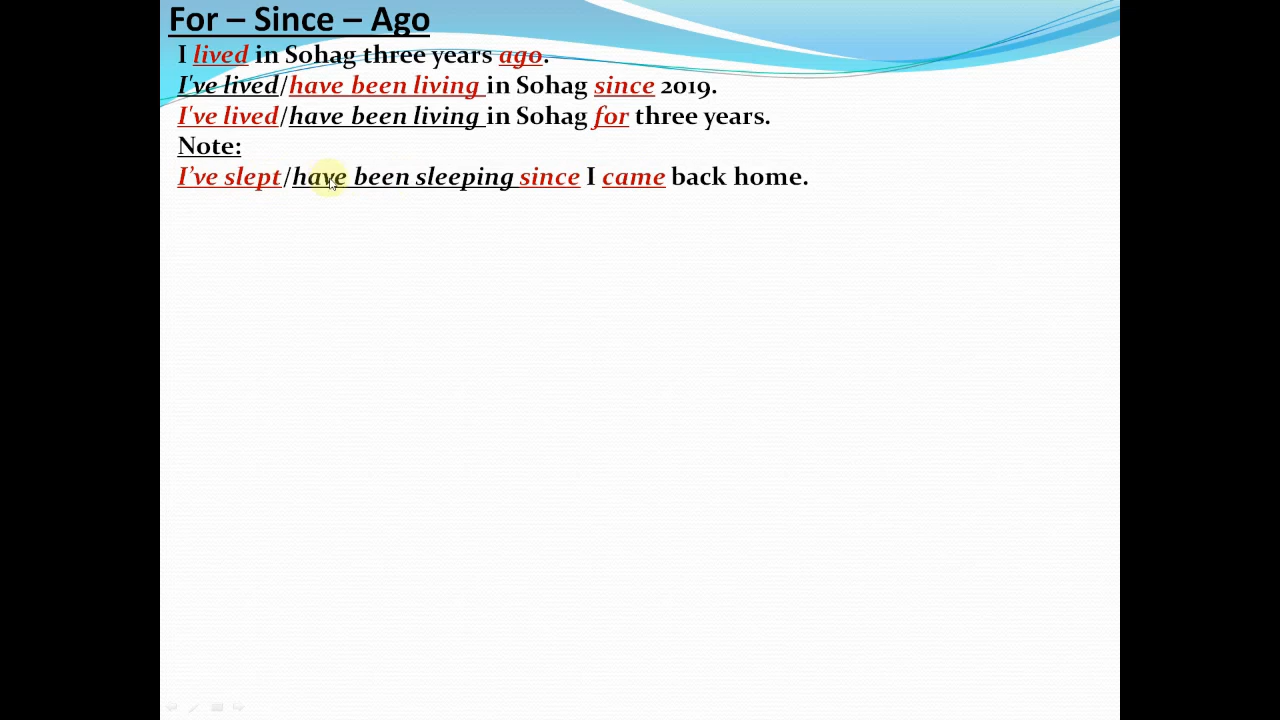 For – Since – Ago
I lived in Sohag three years ago.
I've lived/have been living in Sohag since 2019.
I've lived/have been living in Sohag for three years.
Note:
I’ve slept/have been sleeping since I came back home.